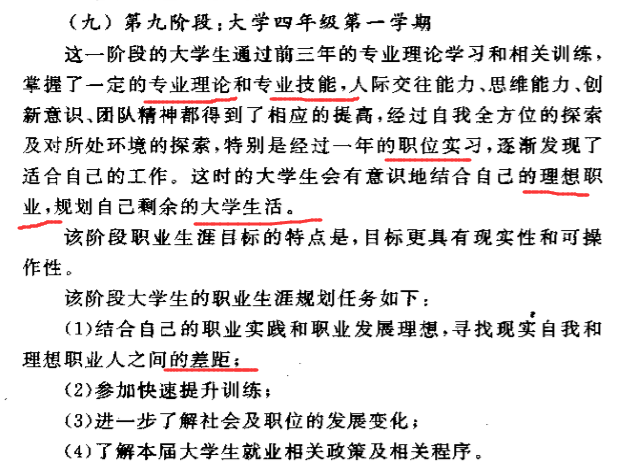 (九)第九阶段:大学四年级第一学期
这一阶段的大学生通过前三年的专业理论学习和相关训练,
掌握了一定的专业理论和专业技能,人际交往能力、思维能力、创
新意识、团队精神都得到了相应的提高,经过自我全方位的探索
及对所处环境的探索,特别是经过一年的职位实习,逐渐发现了
适合自己的工作。这时的大学生会有意识地结合自己的理想职
业,规划自己剩余的大学生活。
该阶段职业生涯目标的特点是,目标更具有现实性和可操
作性。
该阶段大学生的职业生涯规划任务如下:
(1)结合自己的职业实践和职业发展理想,寻找现实自我和
理想职业人之间的差距;
(2)参加快速提升训练;
(3)进一步了解社会及职位的发展变化;
(4)了解本届大学生就业相关政策及相关程序。